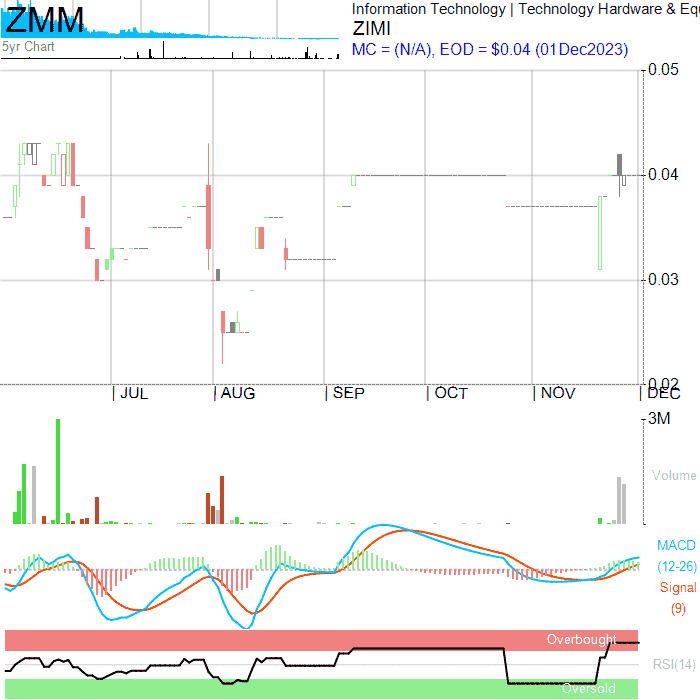 ZMM
5yr Chart
Information Technology | Technology Hardware & Equ
ZIMI
MC = (N/A), EOD = $0.04 (01Dec2023)
0.05
0.04
0.03
0.02
JUL
AUG
SEP
OCT
NOV
DEC
3M
Volume
MACD
(12-26)
Signal
(9)
Overbought
RSI(14)
Oversold